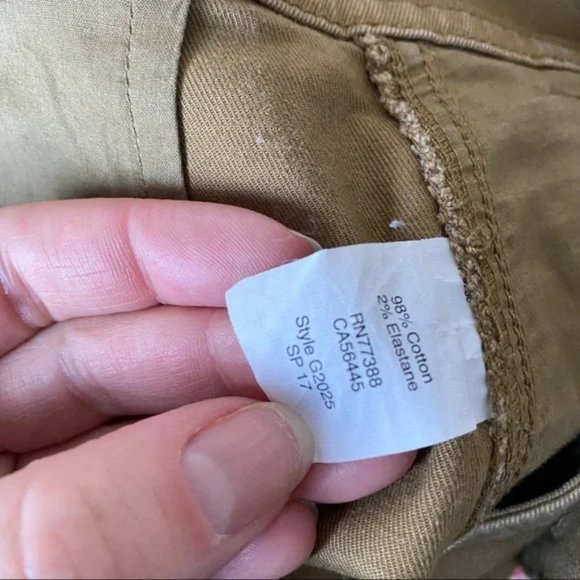 98% Cotton
2% Elastane
RN77388
CA56445
Style G2025
SP 17